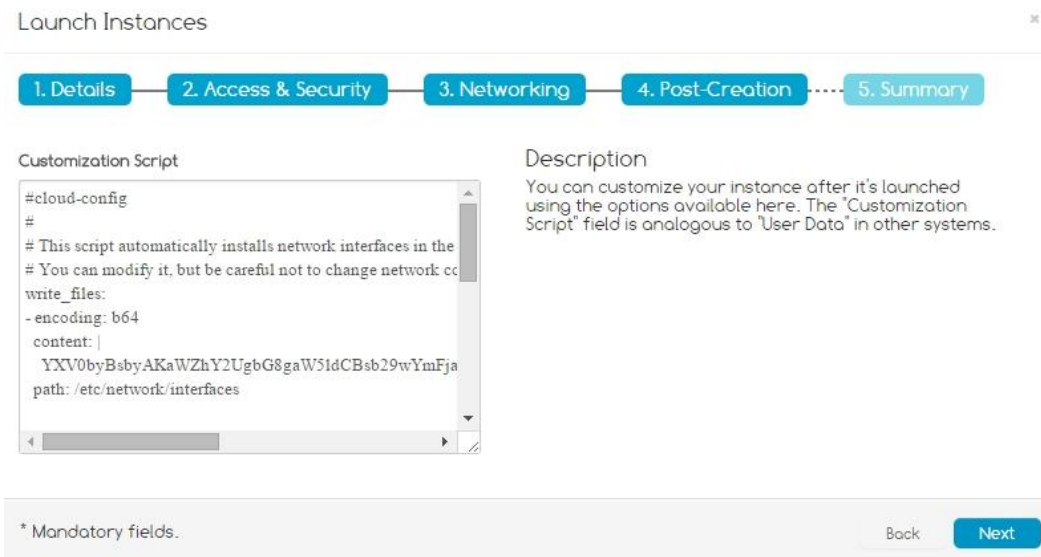 Launch Instances
×
1. Details 2. Access & Security 3. Networking 4. Post-Creation 5. Summary
Customization Script
#cloud-config
#
# This script automatically installs network interfaces in the
# You can modify it, but be careful not to change network cc
write_files:
- encoding: b64
content: |
YXV0byBsbyAKaWZhY2UgbG8gaW5ldCBsb29wYmFja
path: /etc/network/interfaces
Description
You can customize your instance after it's launched
using the options available here. The "Customization
Script" field is analogous to "User Data" in other systems.
* Mandatory fields.
Back Next